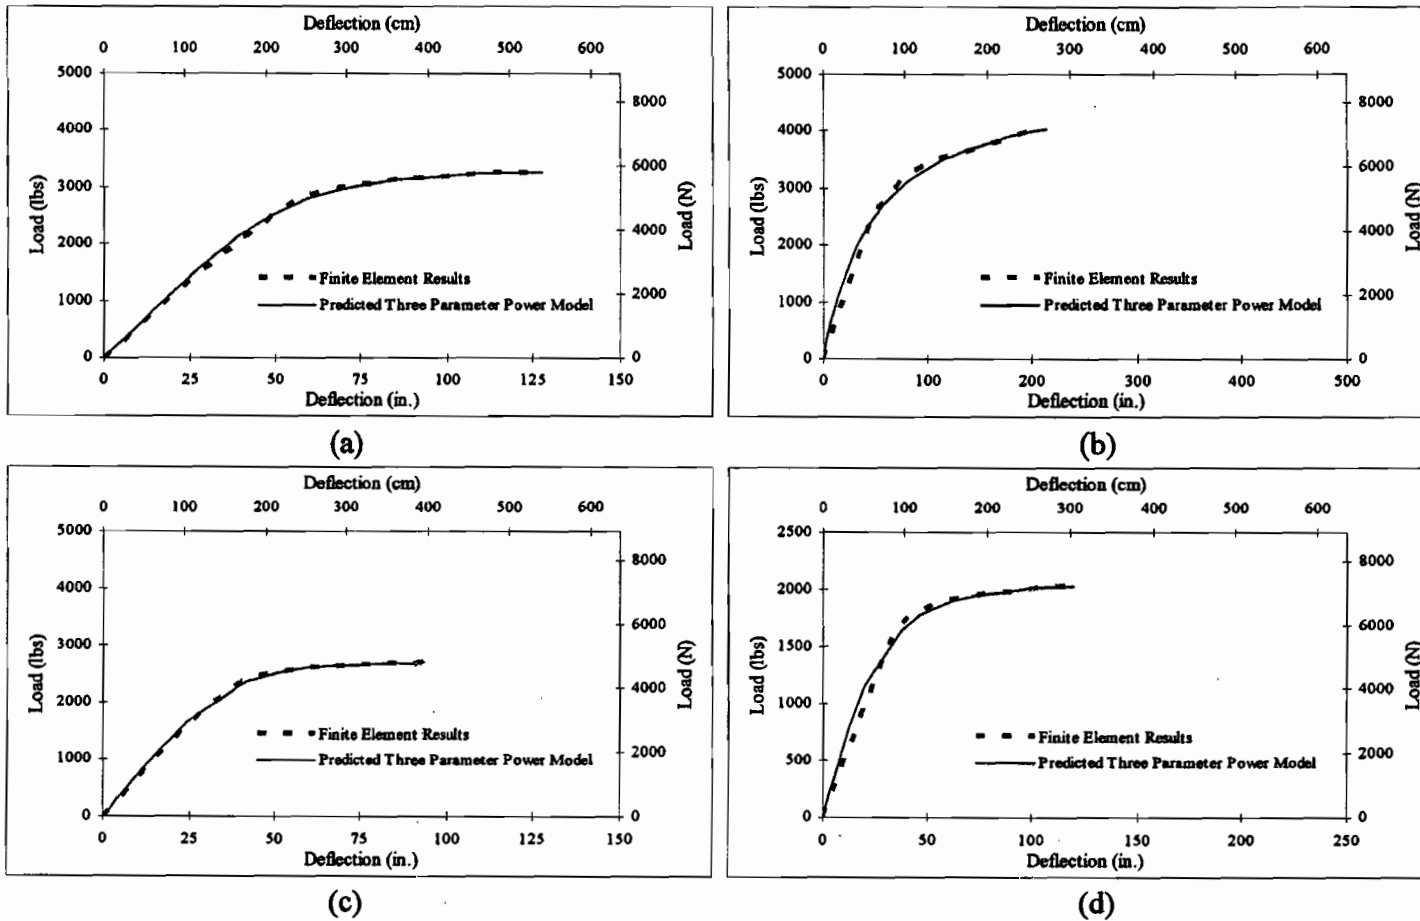 Deflection (cm)
0 100 200 300 400 500 600
5000
4000
3000
2000
1000
0
Load (lbs)
8000
6000
4000
2000
0
Load (N)
Finite Element Results
Predicted Three Parameter Power Model
0 25 50 75 100 125 150
Deflection (in.)
(a)
Deflection (cm)
0 100 200 300 400 500 600
5000
4000
3000
2000
1000
0
Load (lbs)
8000
6000
4000
2000
0
Load (N)
Finite Element Results
Predicted Three Parameter Power Model
0 100 200 300 400 500
Deflection (in.)
(b)
Deflection (cm)
0 100 200 300 400 500 600
5000
4000
3000
2000
1000
0
Load (lbs)
8000
6000
4000
2000
0
Load (N)
Finite Element Results
Predicted Three Parameter Power Model
0 25 50 75 100 125 150
Deflection (in.)
(c)
Deflection (cm)
0 100 200 300 400 500 600
2500
2000
1500
1000
500
0
Load (lbs)
8000
6000
4000
2000
0
Load (N)
Finite Element Results
Predicted Three Parameter Power Model
0 50 100 150 200 250
Deflection (in.)
(d)